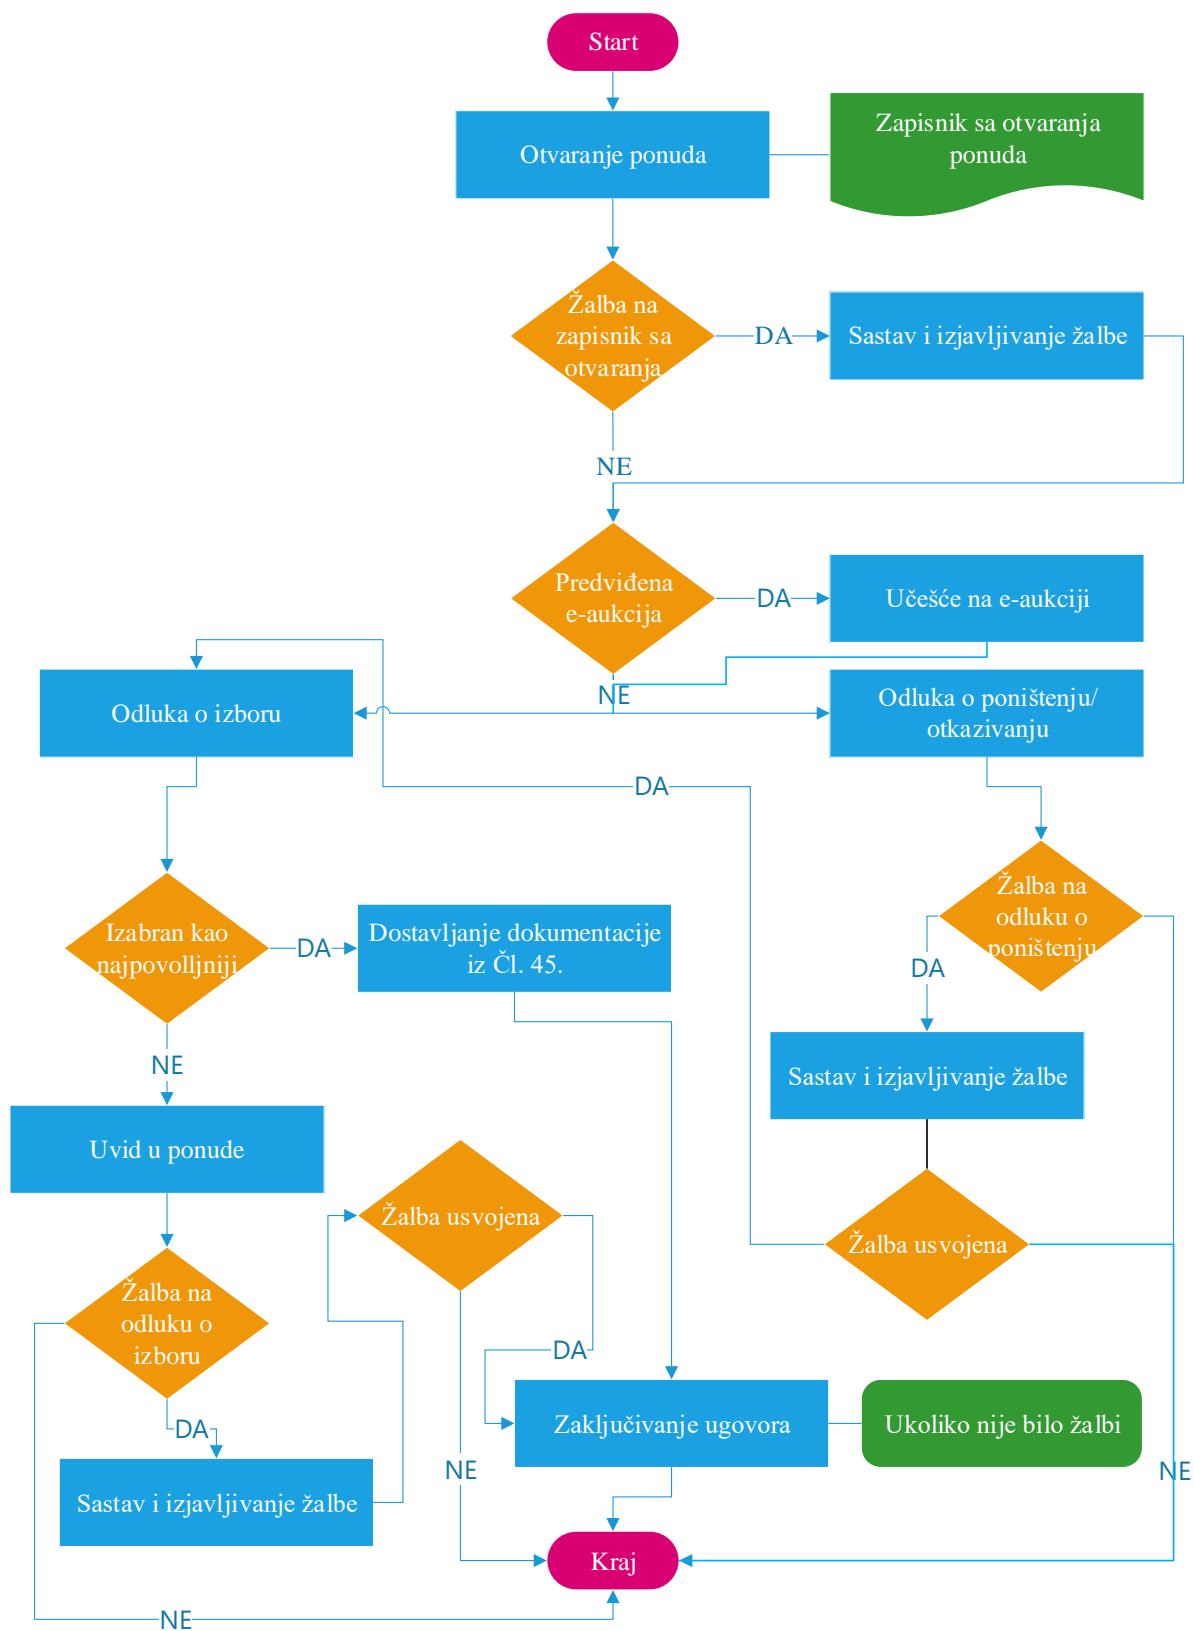 Start
Otvaranje ponuda
Zapisnik sa otvaranja
ponuda
Žalba na
zapisnik sa
otvaranja
DA
Sastav i izjavljivanje žalbe
NE
Predviđena
e-aukcija
DA
Učešće na e-aukciji
NE
Odluka o izboru
Odluka o poništenju/
otkazivanju
DA
Žalba na
odluku o
poništenju
Izabran kao
najpovolljniji
DA
Dostavljanje dokumentacije
iz Čl. 45.
DA
NE
Sastav i izjavljivanje žalbe
Uvid u ponude
Žalba usvojena
Žalba usvojena
Žalba na
odluku o
izboru
DA
DA
Zaključivanje ugovora
Ukoliko nije bilo žalbi
NE
NE
Sastav i izjavljivanje žalbe
Kraj
NE